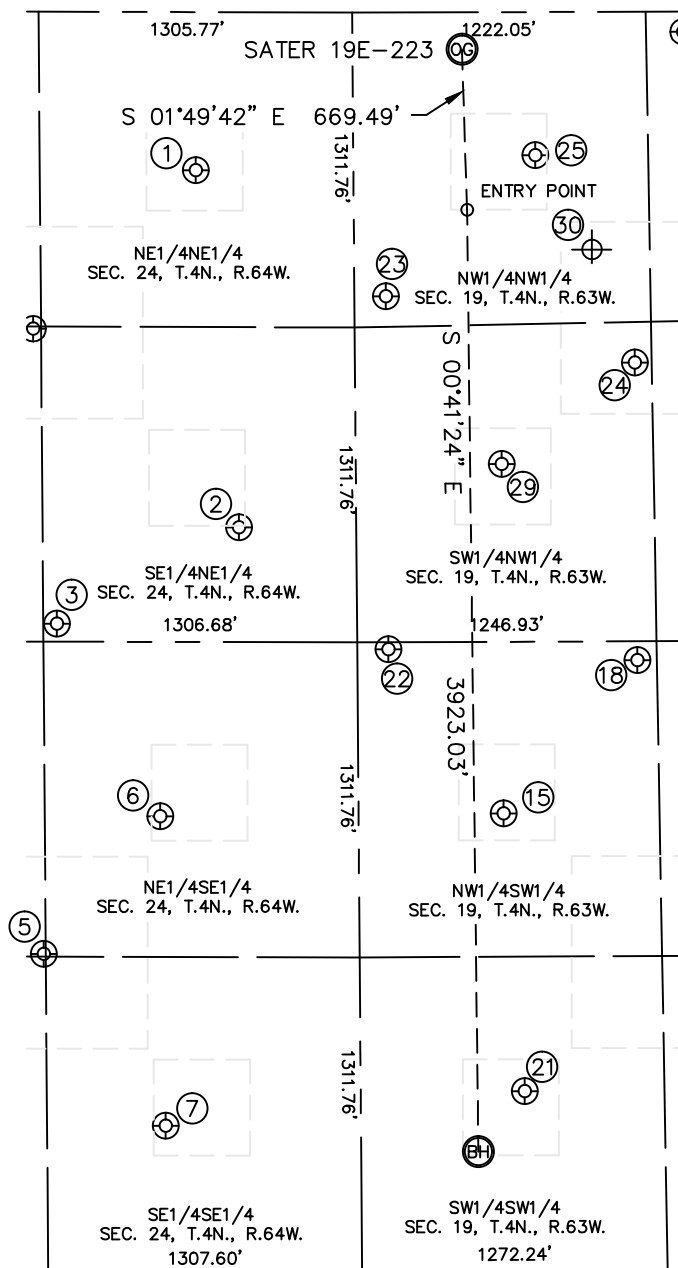 1305.77'
1222.05'
SATER 19E-223
OG
S 01°49'42" E 669.49'
1
1311.76'
25
ENTRY POINT
30
23
NE1/4NE1/4
SEC. 24, T.4N., R.64W.
NW1/4NW1/4
SEC. 19, T.4N., R.63W.
S 00°41'24" E
24
1311.76'
2
29
SE1/4NE1/4
SEC. 24, T.4N., R.64W.
SW1/4NW1/4
SEC. 19, T.4N., R.63W.
3
1306.68'
1246.93'
22
18
3923.03'
6
1311.76'
15
NE1/4SE1/4
SEC. 24, T.4N., R.64W.
NW1/4SW1/4
SEC. 19, T.4N., R.63W.
5
1311.76'
21
7
BH
SE1/4SE1/4
SEC. 24, T.4N., R.64W.
SW1/4SW1/4
SEC. 19, T.4N., R.63W.
1307.60'
1272.24'